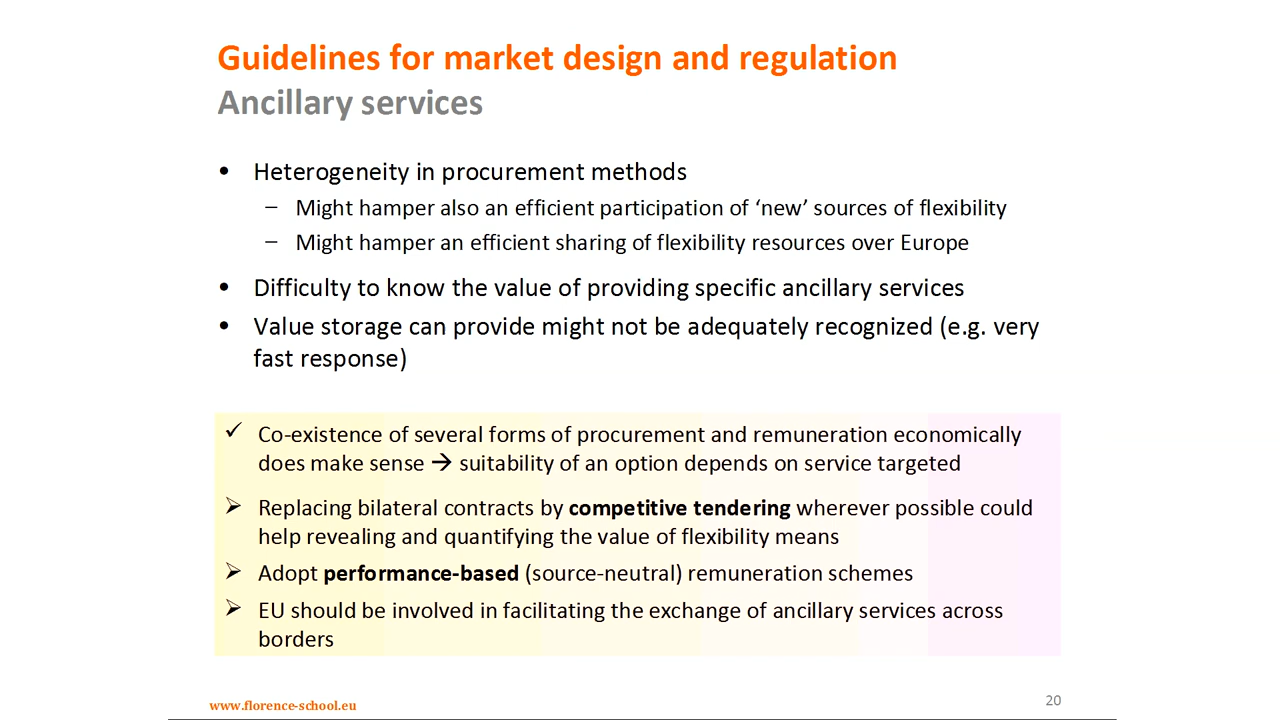 Guidelines for market design and regulation
Ancillary services
• Heterogeneity in procurement methods
– Might hamper also an efficient participation of ‘new’ sources of flexibility
– Might hamper an efficient sharing of flexibility resources over Europe
• Difficulty to know the value of providing specific ancillary services
• Value storage can provide might not be adequately recognized (e.g. very
fast response)
✓ Co-existence of several forms of procurement and remuneration economically
does make sense → suitability of an option depends on service targeted
➢ Replacing bilateral contracts by competitive tendering wherever possible could
help revealing and quantifying the value of flexibility means
➢ Adopt performance-based (source-neutral) remuneration schemes
➢ EU should be involved in facilitating the exchange of ancillary services across
borders
www.florence-school.eu
20